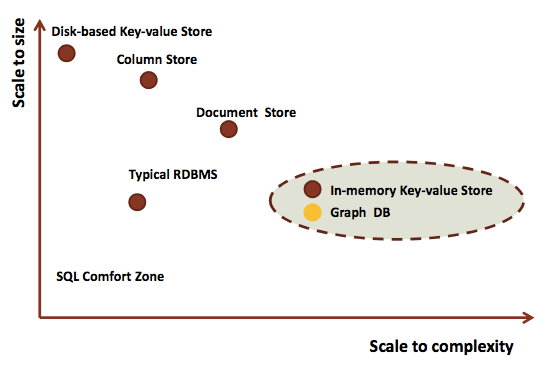 Scale to size
Disk-based Key-value Store
Column Store
Document Store
Typical RDBMS
In-memory Key-value Store
Graph DB
SQL Comfort Zone
Scale to complexity